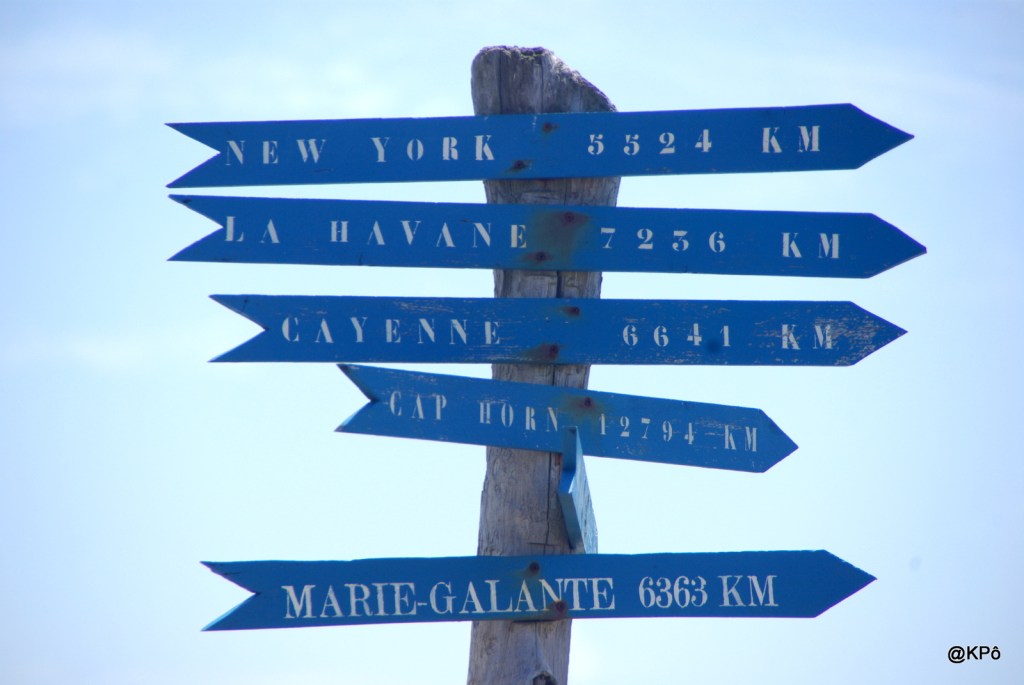 NEW YORK 5524 KM
LA HAVANE 7236 KM
CAYENNE 6641 KM
CAP HORN 12794 KM
MARIE-GALANTE 6363 KM
@KPô